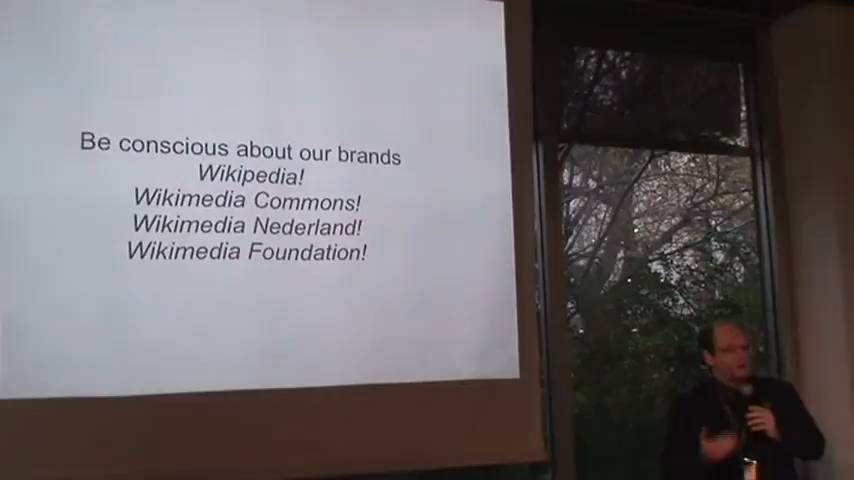 Be conscious about our brands
Wikipedia!
Wikimedia Commons!
Wikimedia Nederland!
Wikimedia Foundation!